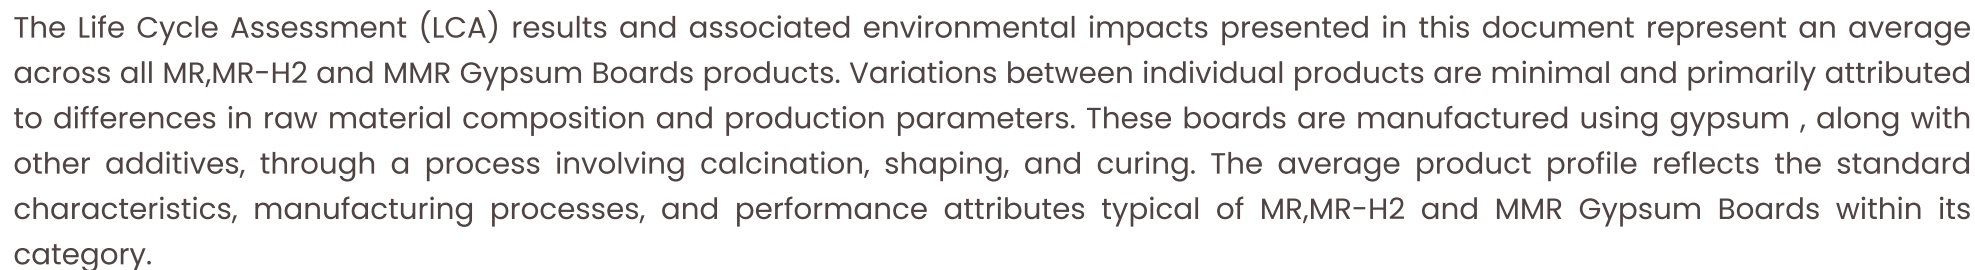 The Life Cycle Assessment (LCA) results and associated environmental impacts presented in this document represent an average
across all MR,MR-H2 and MMR Gypsum Boards products. Variations between individual products are minimal and primarily attributed
to differences in raw material composition and production parameters. These boards are manufactured using gypsum , along with
other additives, through a process involving calcination, shaping, and curing. The average product profile reflects the standard
characteristics, manufacturing processes, and performance attributes typical of MR,MR-H2 and MMR Gypsum Boards within its
category.